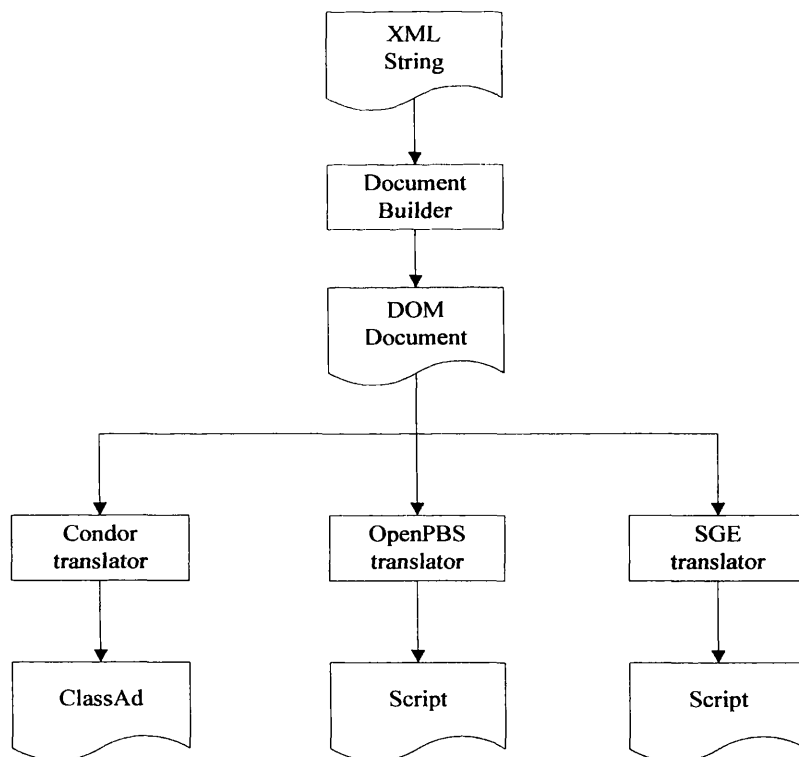 XML
String
Document
Builder
DOM
Document
Condor
translator
OpenPBS
translator
SGE
translator
ClassAd
Script
Script